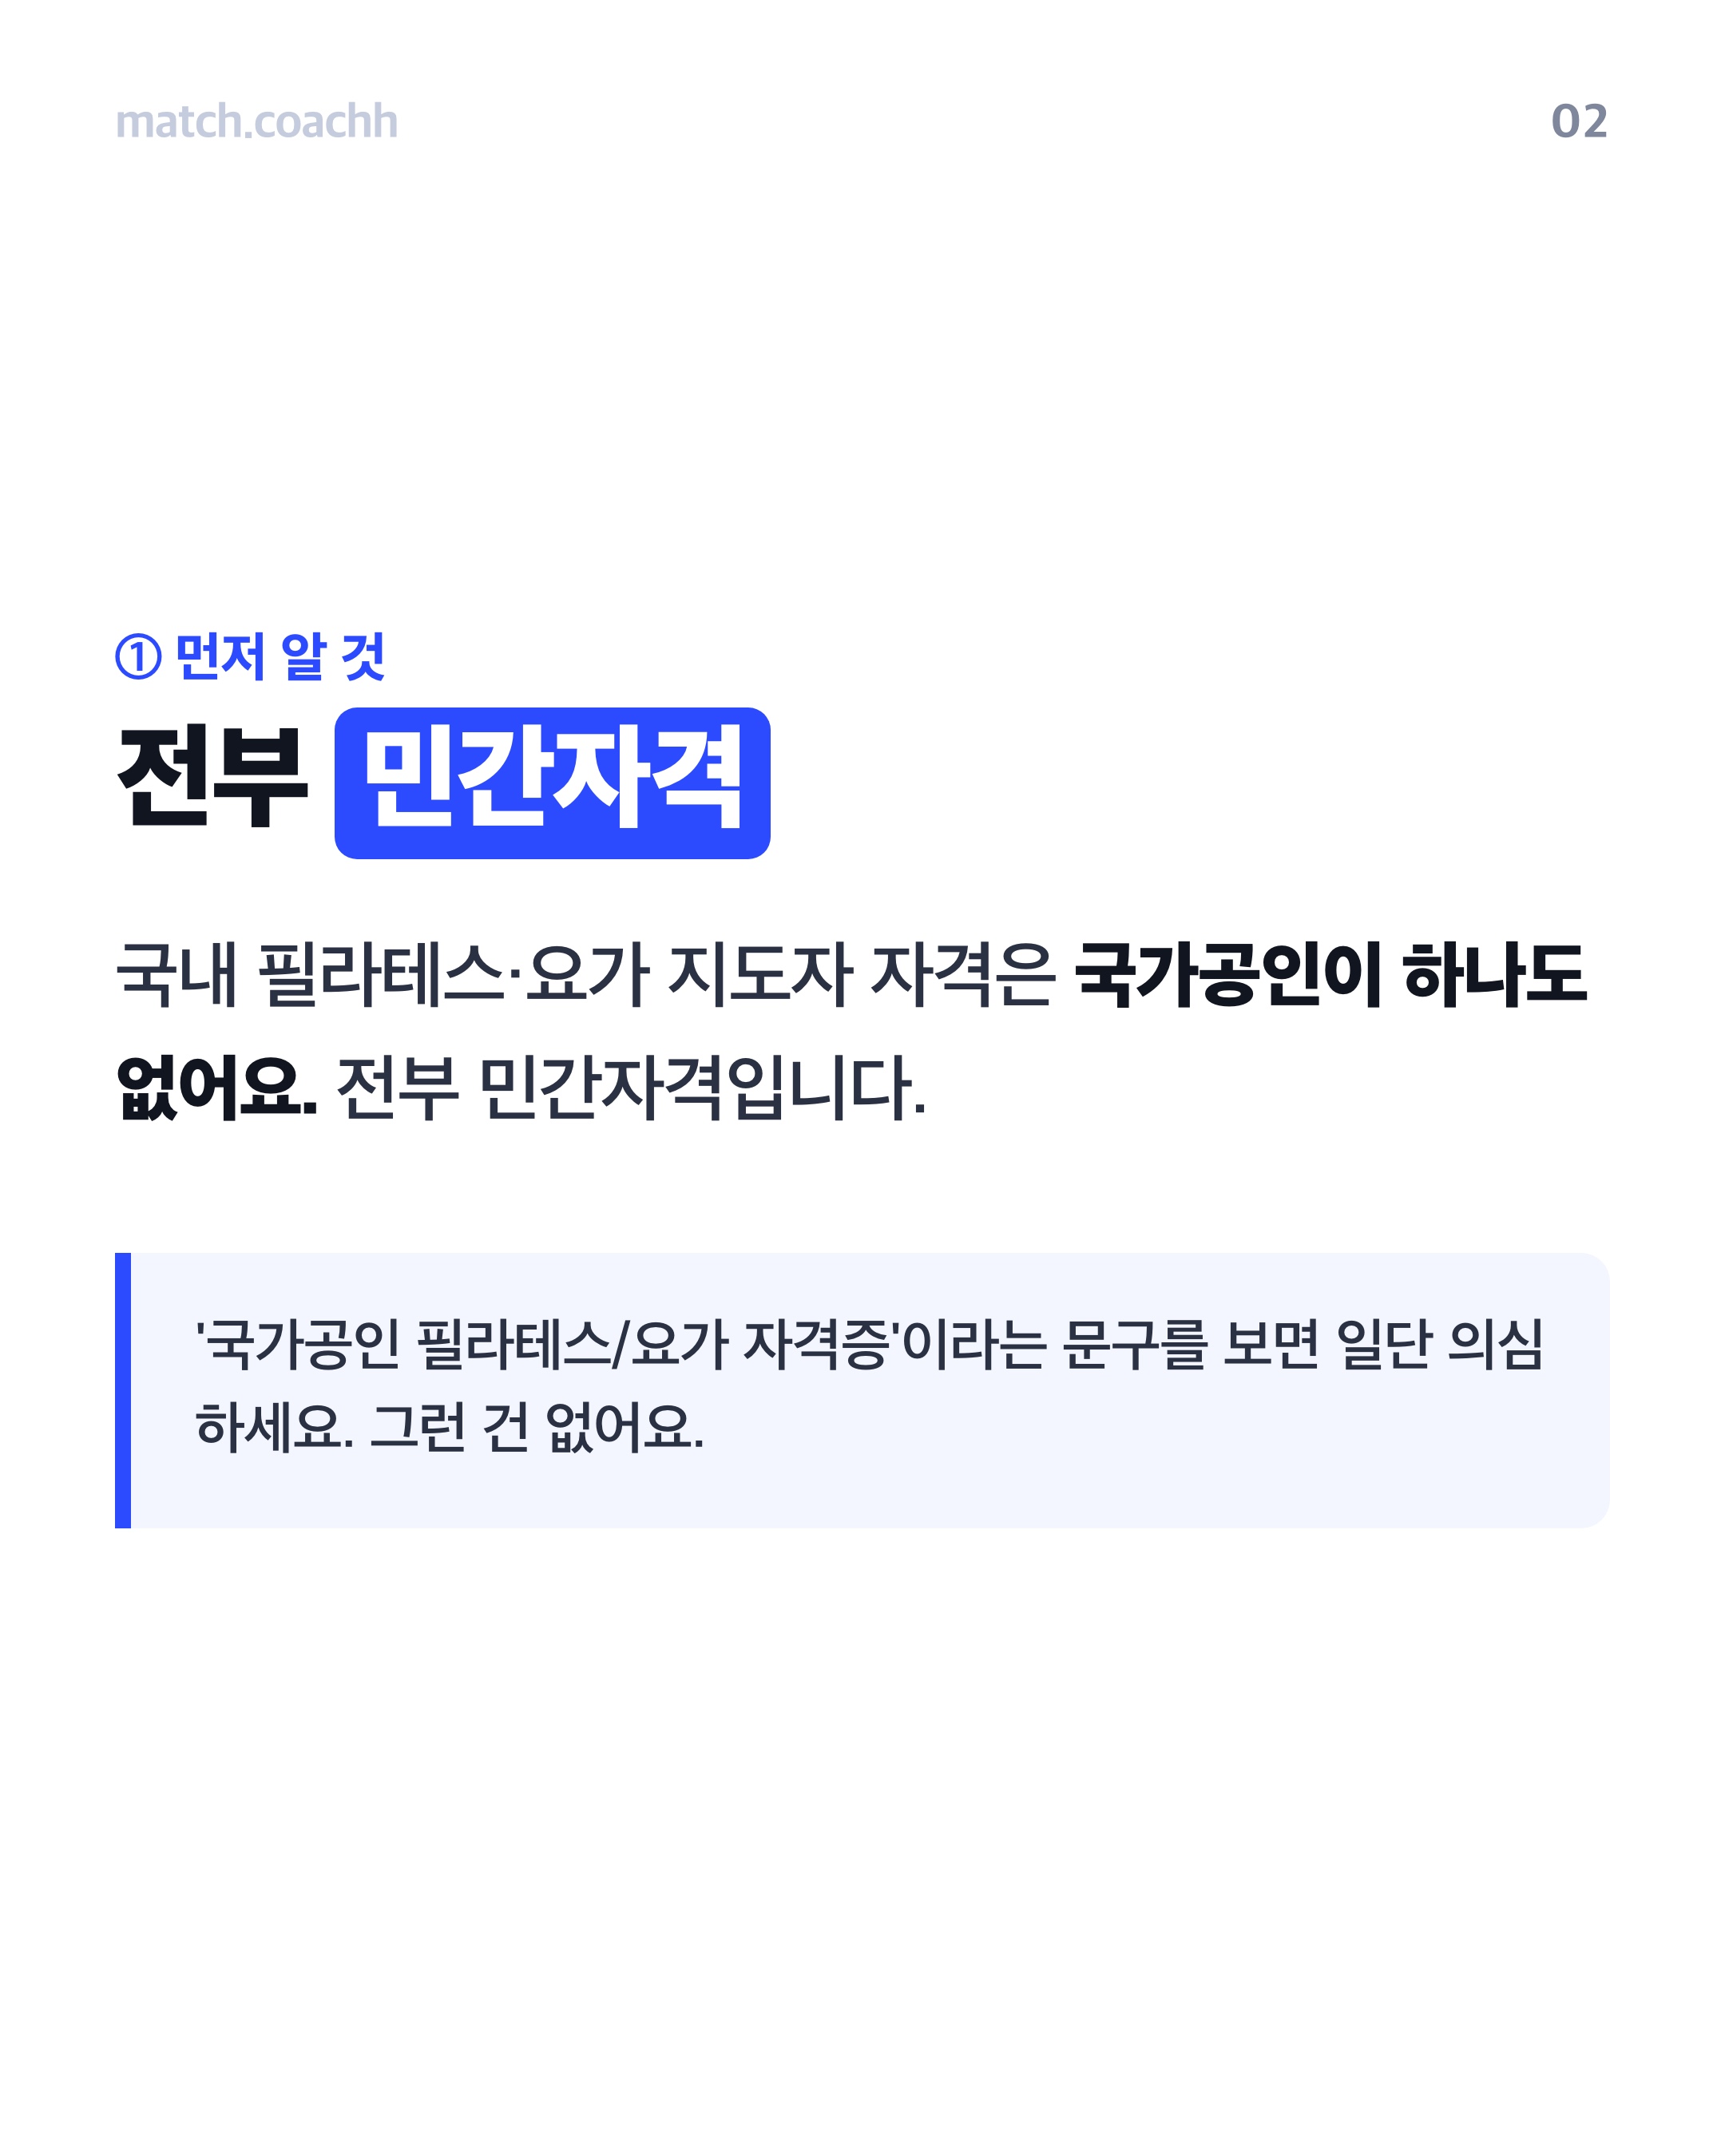 match.coachh
02
① 먼저 알 것
전부 민간자격
국내 필라테스·요가 지도자 자격은 국가공인이 하나도
없어요. 전부 민간자격입니다.
'국가공인 필라테스/요가 자격증'이라는 문구를 보면 일단 의심
하세요. 그런 건 없어요.